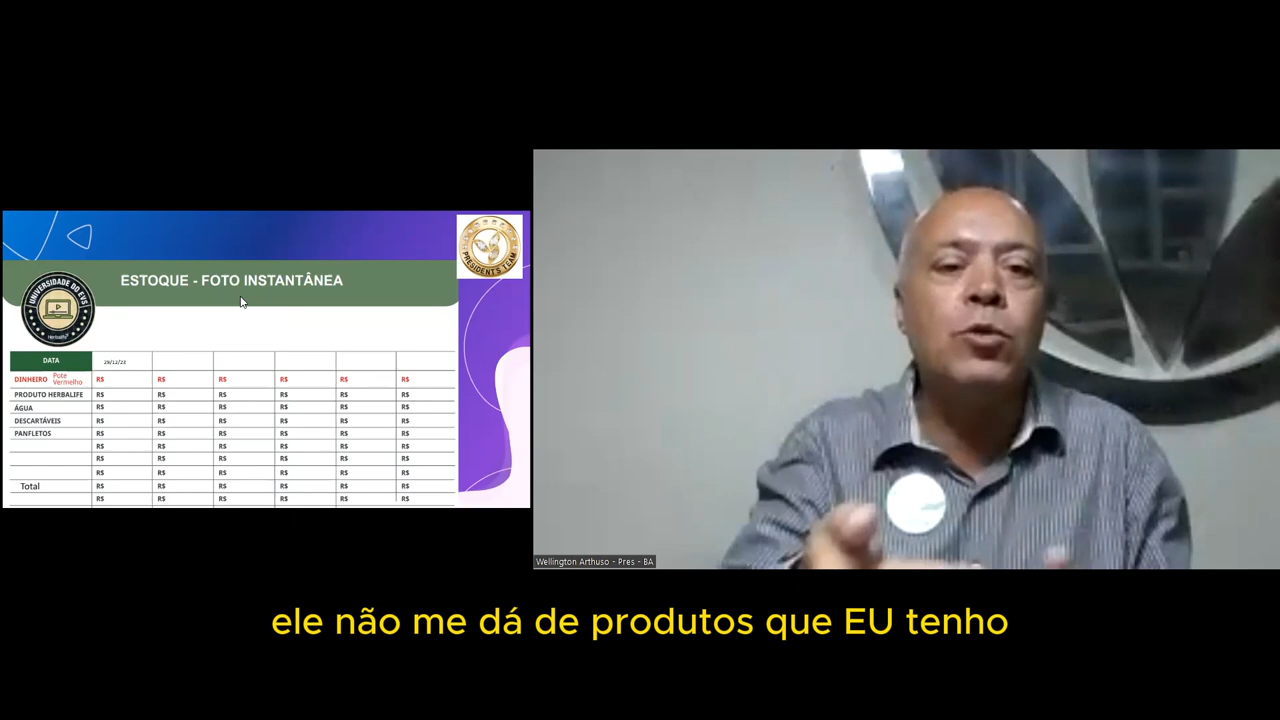 ESTOQUE - FOTO INSTANTÂNEA
PRESIDENT'S TEAM
UNIVERSIDADE DO EVS
Herbalife
DATA 29/12/23
DINHEIRO Pote Vermelho R$ R$ R$ R$ R$ R$
PRODUTO HERBALIFE R$ R$ R$ R$ R$ R$
ÁGUA R$ R$ R$ R$ R$ R$
DESCARTÁVEIS R$ R$ R$ R$ R$ R$
PANFLETOS R$ R$ R$ R$ R$ R$
R$ R$ R$ R$ R$ R$
R$ R$ R$ R$ R$ R$
R$ R$ R$ R$ R$ R$
Total R$ R$ R$ R$ R$ R$
R$ R$ R$ R$ R$ R$
Wellington Arthuso - Pres - BA
ele não me dá de produtos que EU tenho